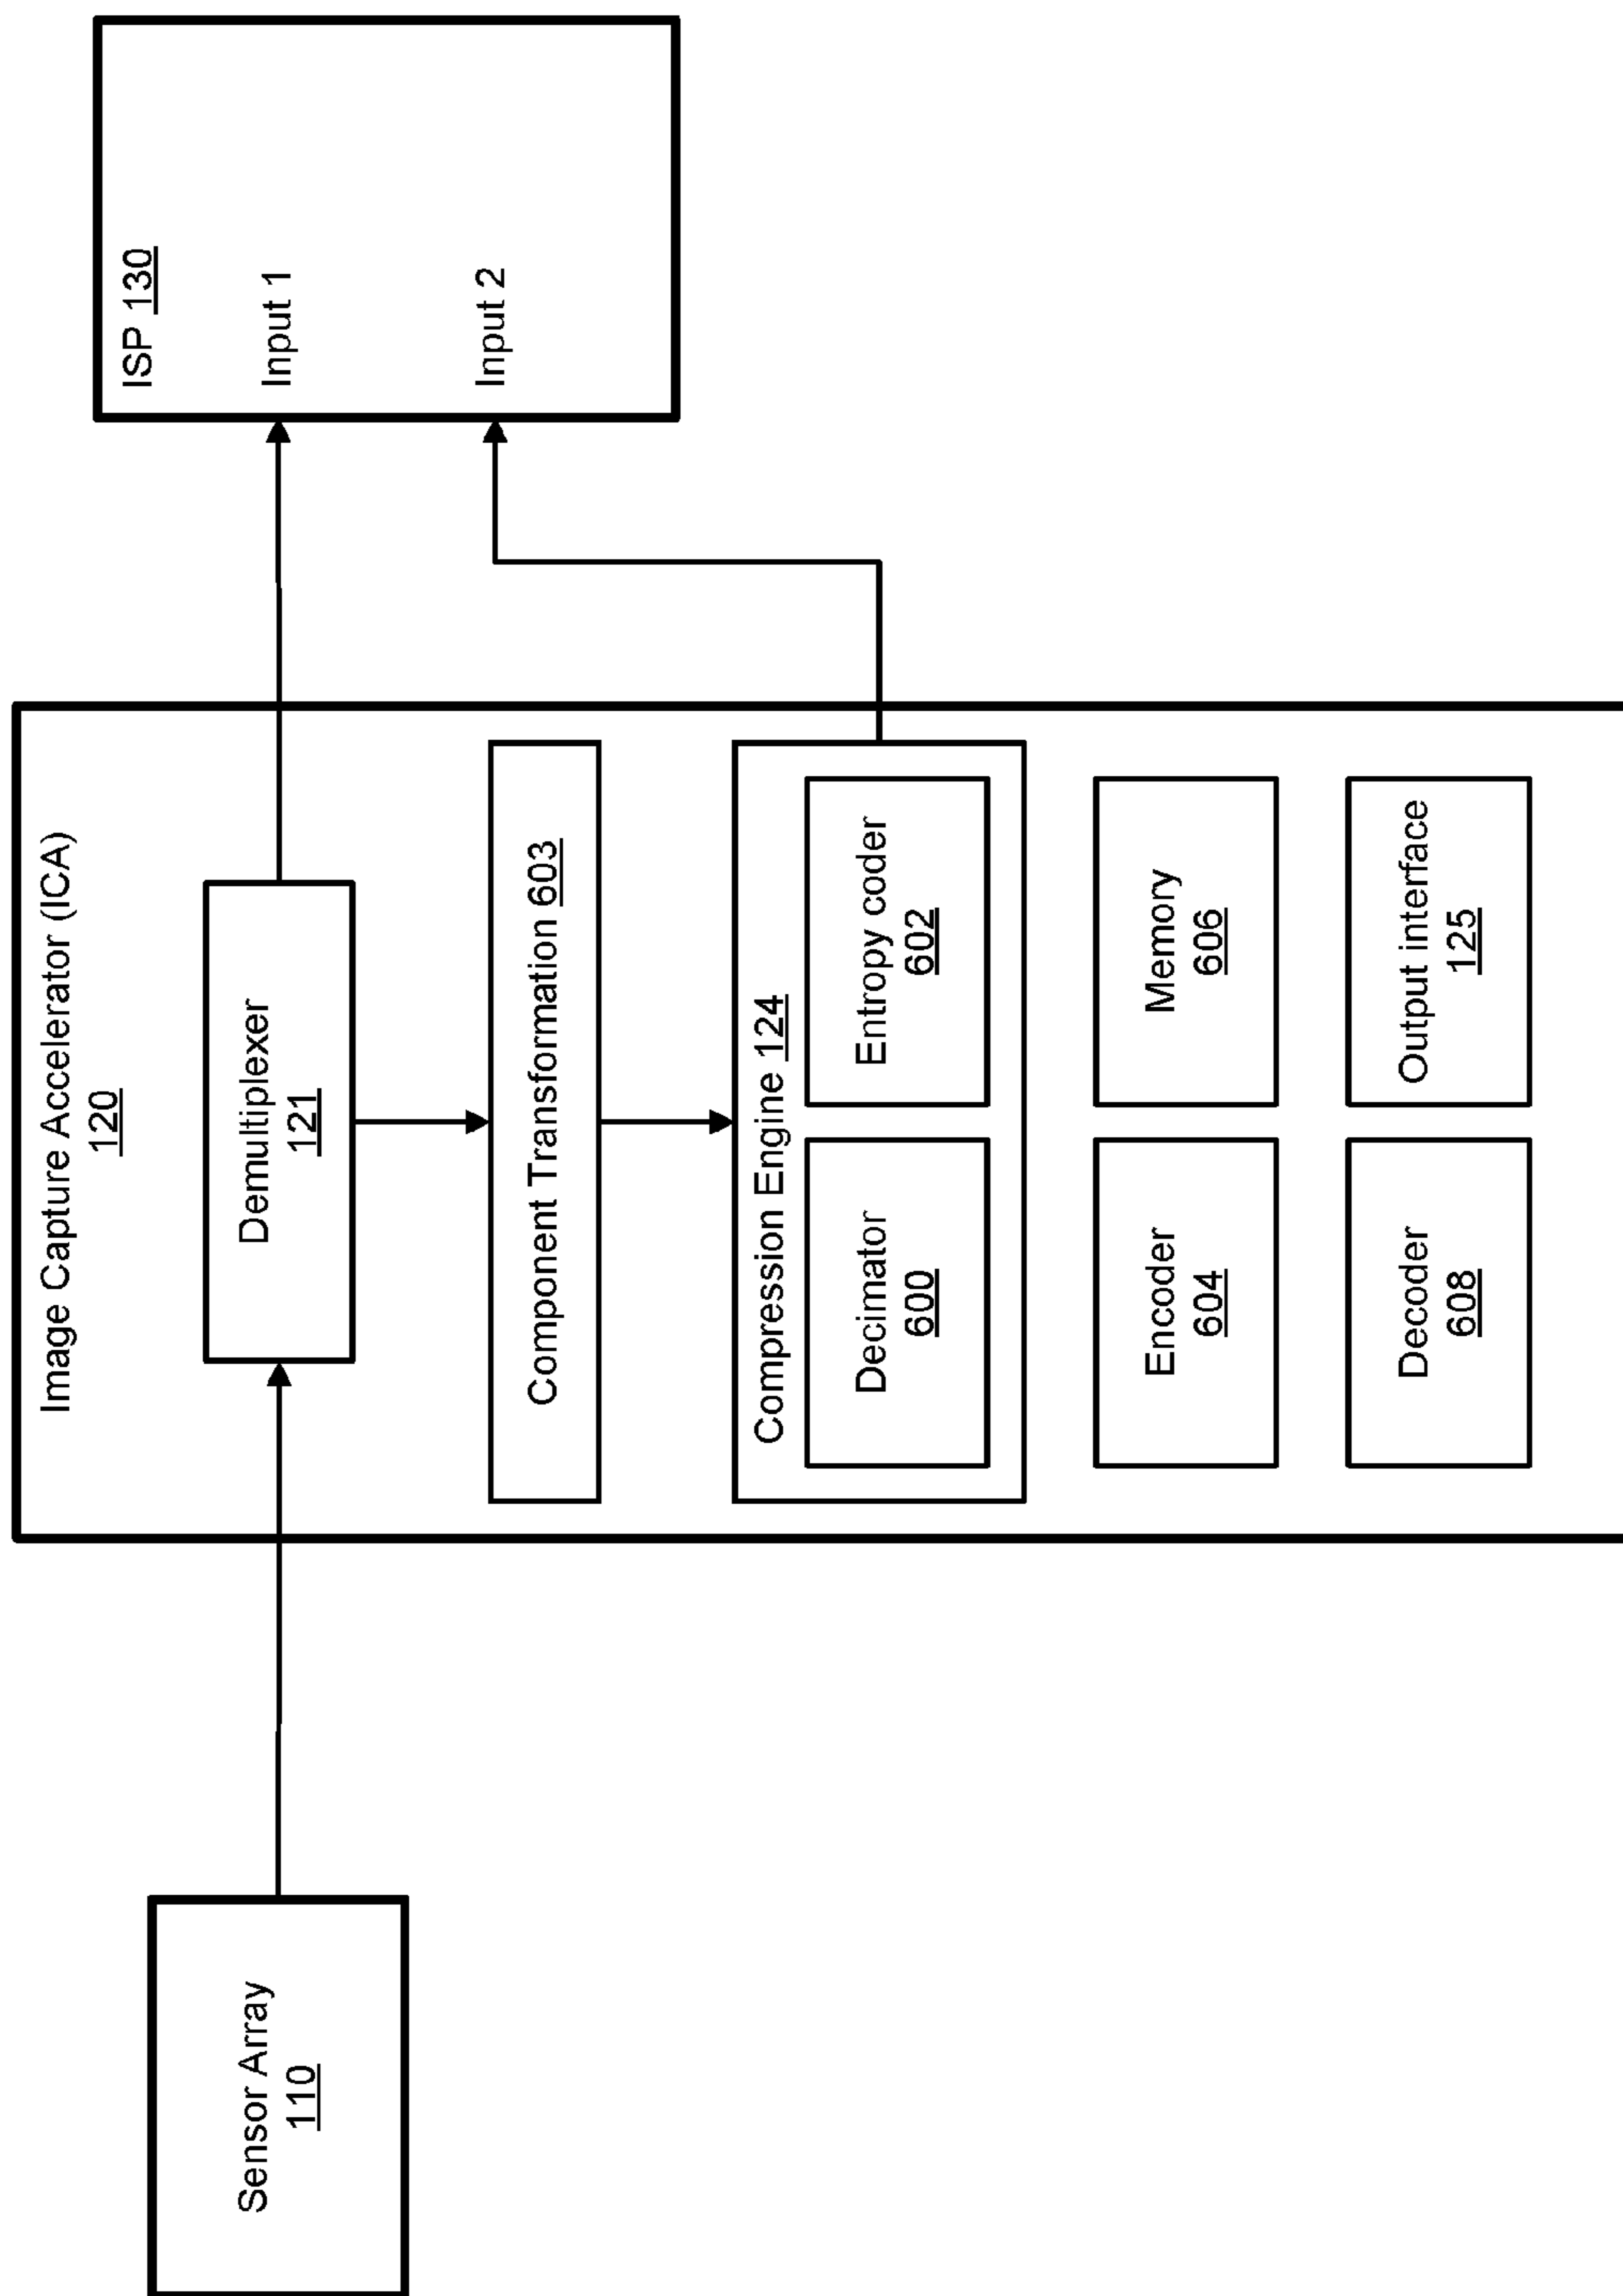 Sensor Array
110
Image Capture Accelerator (ICA)
120
Demultiplexer
121
Component Transformation 603
Compression Engine 124
Decimator
600
Entropy coder
602
Encoder
604
Memory
606
Decoder
608
Output interface
125
ISP 130
Input 1
Input 2